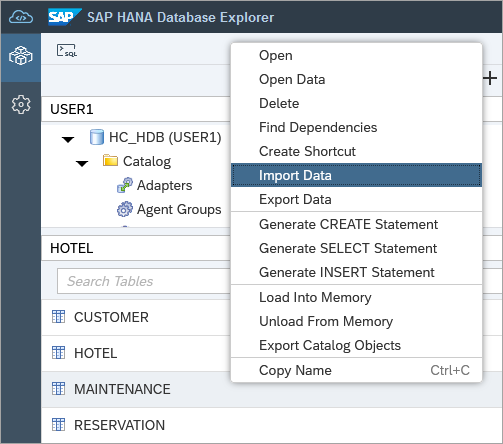 SAP SAP HANA Database Explorer
SQL
USER1
HC_HDB (USER1)
Catalog
Adapters
Agent Groups
HOTEL
Search Tables
CUSTOMER
HOTEL
MAINTENANCE
RESERVATION
Open
Open Data
Delete
Find Dependencies
Create Shortcut
Import Data
Export Data
Generate CREATE Statement
Generate SELECT Statement
Generate INSERT Statement
Load Into Memory
Unload From Memory
Export Catalog Objects
Copy Name Ctrl+C